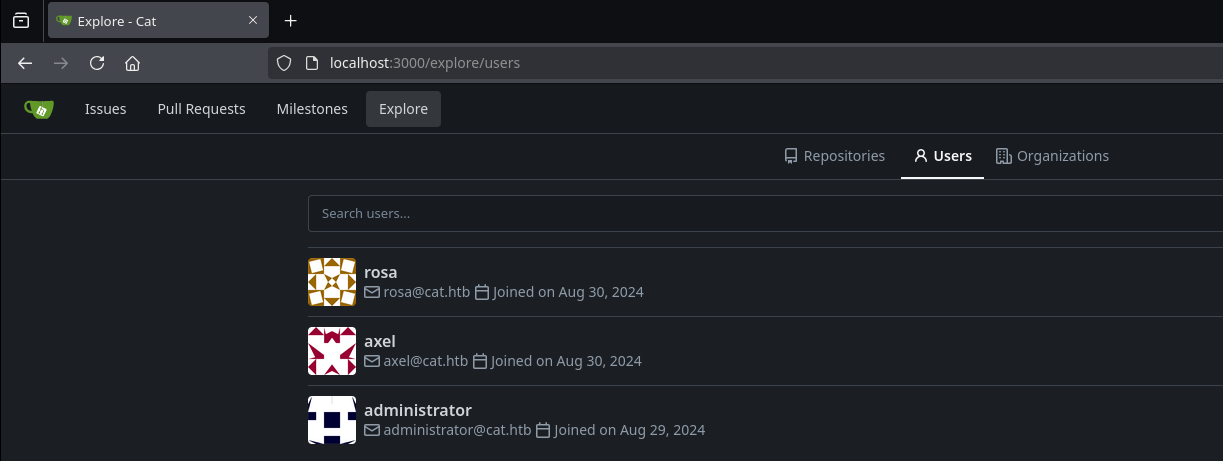 Explore - Cat
localhost:3000/explore/users
Issues Pull Requests Milestones Explore
Repositories Users Organizations
Search users...
rosa
rosa@cat.htb Joined on Aug 30, 2024
axel
axel@cat.htb Joined on Aug 30, 2024
administrator
administrator@cat.htb Joined on Aug 29, 2024